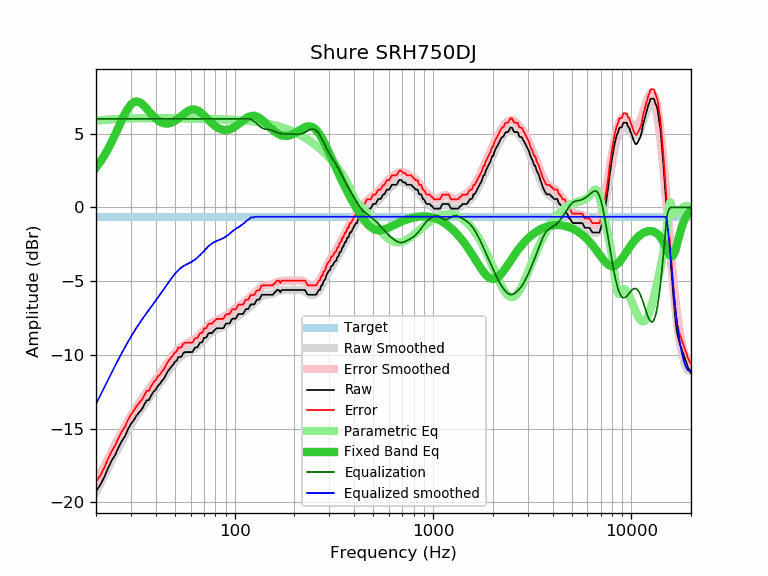 Shure SRH750DJ
Amplitude (dBr)
5
0
−5
−10
−15
−20
Target
Raw Smoothed
Error Smoothed
Raw
Error
Parametric Eq
Fixed Band Eq
Equalization
Equalized smoothed
100
1000
10000
Frequency (Hz)